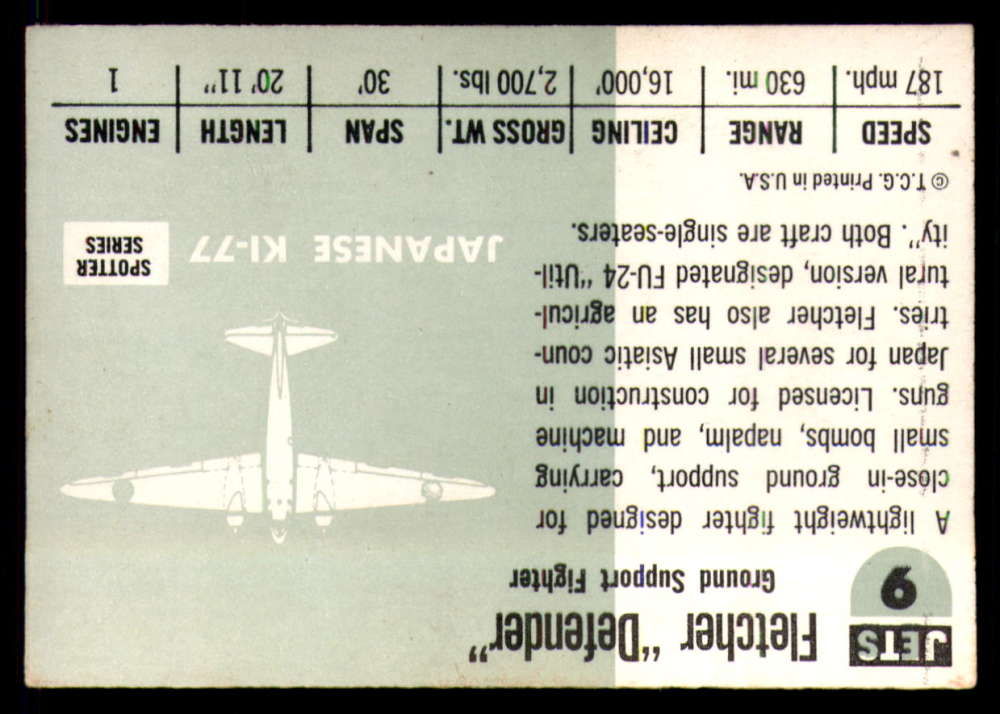 JETS
6
Fletcher "Defender"
Ground Support Fighter
A lightweight fighter designed for
close-in ground support, carrying
small bombs, napalm, and machine
guns. Licensed for construction in
Japan for several small Asiatic coun-
tries. Fletcher also has an agricul-
tural version, designated FU-24 "Util-
ity". Both craft are single-seaters.
© T.C.G. Printed in U.S.A.
JAPANESE KI-77
SPOTTER
SERIES
SPEED RANGE CEILING GROSS WT. SPAN LENGTH ENGINES
187 mph. 630 mi. 16,000' 2,700 lbs. 30' 20' 11" 1